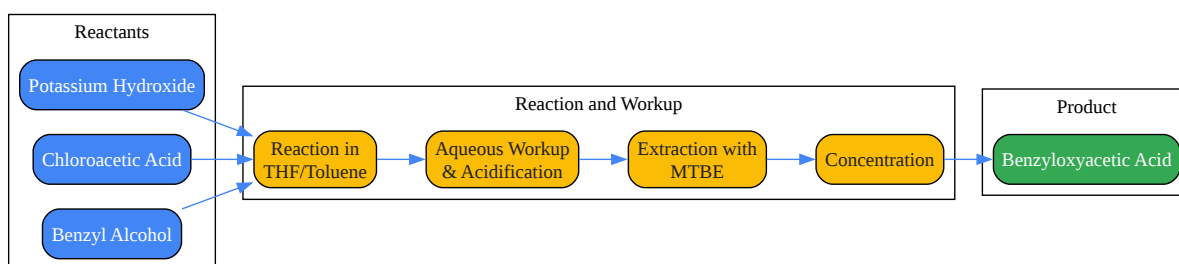 Reactants
Potassium Hydroxide
Chloroacetic Acid
Benzyl Alcohol
Reaction and Workup
Reaction in
THF/Toluene
Aqueous Workup
& Acidification
Extraction with
MTBE
Concentration
Product
Benzyloxyacetic Acid